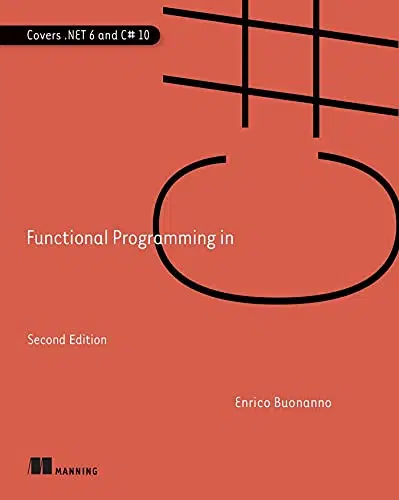 Covers .NET 6 and C# 10
Functional Programming in C#
Second Edition
Enrico Buonanno
MANNING